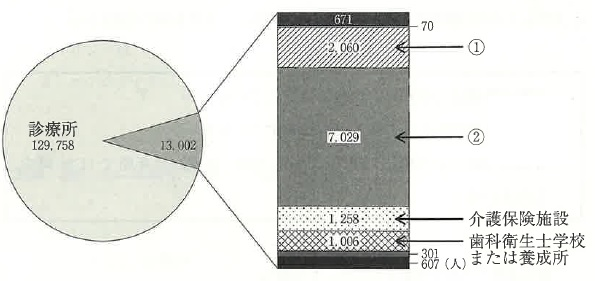 671
70
2,060
①
診療所
129,758
13,002
7,029
②
1,258
介護保険施設
1,006
歯科衛生士学校
または養成所
301
607 (人)